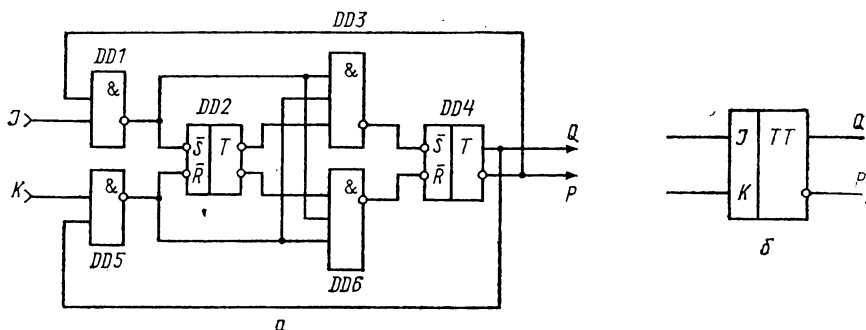 DD3
DD1
&
&
J
DD2
DD4
S̅ T
R̅
S̅ T
R̅
Q
P
K
&
&
DD5
DD6
а
J TT
K
Q
P
б